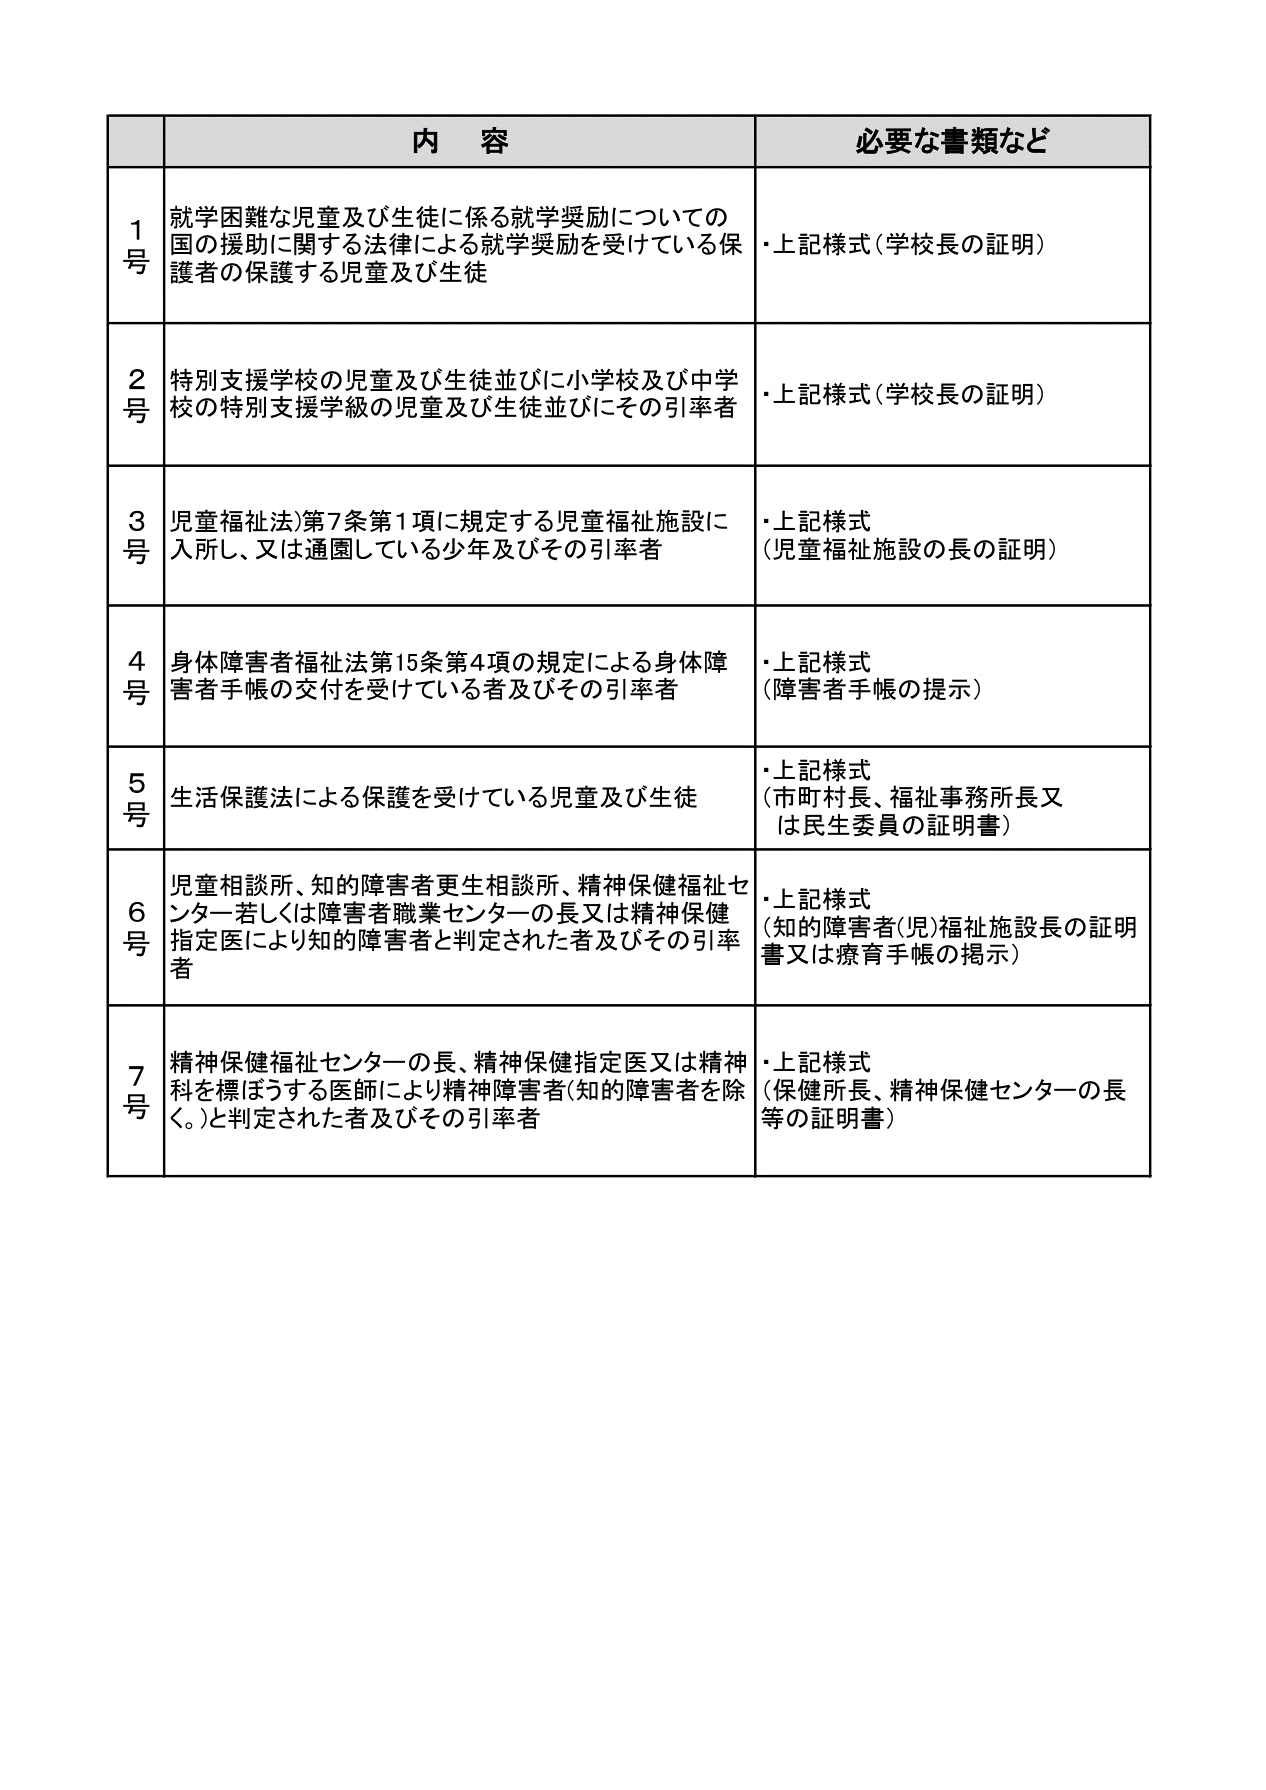 内　容
必要な書類など
1
号
就学困難な児童及び生徒に係る就学奨励についての
国の援助に関する法律による就学奨励を受けている保
護者の保護する児童及び生徒
・上記様式（学校長の証明）
2
号
特別支援学校の児童及び生徒並びに小学校及び中学
校の特別支援学級の児童及び生徒並びにその引率者
・上記様式（学校長の証明）
3
号
児童福祉法)第7条第1項に規定する児童福祉施設に
入所し、又は通園している少年及びその引率者
・上記様式
（児童福祉施設の長の証明）
4
号
身体障害者福祉法第15条第4項の規定による身体障
害者手帳の交付を受けている者及びその引率者
・上記様式
（障害者手帳の提示）
5
号
生活保護法による保護を受けている児童及び生徒
・上記様式
（市町村長、福祉事務所長又
は民生委員の証明書）
6
号
児童相談所、知的障害者更生相談所、精神保健福祉セ
ンター若しくは障害者職業センターの長又は精神保健
指定医により知的障害者と判定された者及びその引率
者
・上記様式
（知的障害者(児)福祉施設長の証明
書又は療育手帳の掲示）
7
号
精神保健福祉センターの長、精神保健指定医又は精神
科を標ぼうする医師により精神障害者(知的障害者を除
く。)と判定された者及びその引率者
・上記様式
（保健所長、精神保健センターの長
等の証明書）